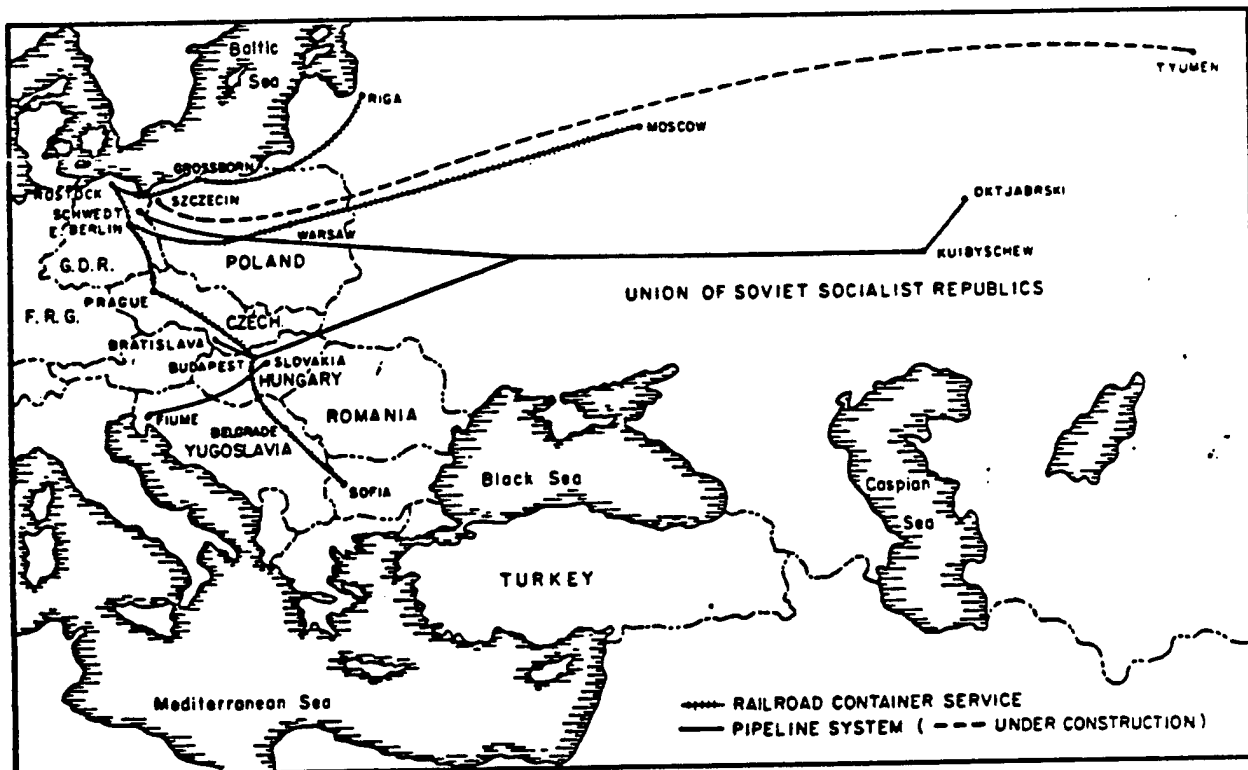 Baltic
Sea
TYUMEN
RIGA
MOSCOW
GROSSBORN
ROSTOCK
SZCZECIN
OKTJABRSKI
SCHWEDT
E. BERLIN
WARSAW
KUIBYSCHEW
G.D.R.
POLAND
UNION OF SOVIET SOCIALIST REPUBLICS
PRAGUE
F.R.G.
CZECH.
BRATISLAVA
BUDAPEST
SLOVAKIA
HUNGARY
ROMANIA
FIUME
BELGRADE
YUGOSLAVIA
Black Sea
SOFIA
Caspian
Sea
TURKEY
Mediterranean Sea
RAILROAD CONTAINER SERVICE
PIPELINE SYSTEM ( --- UNDER CONSTRUCTION)